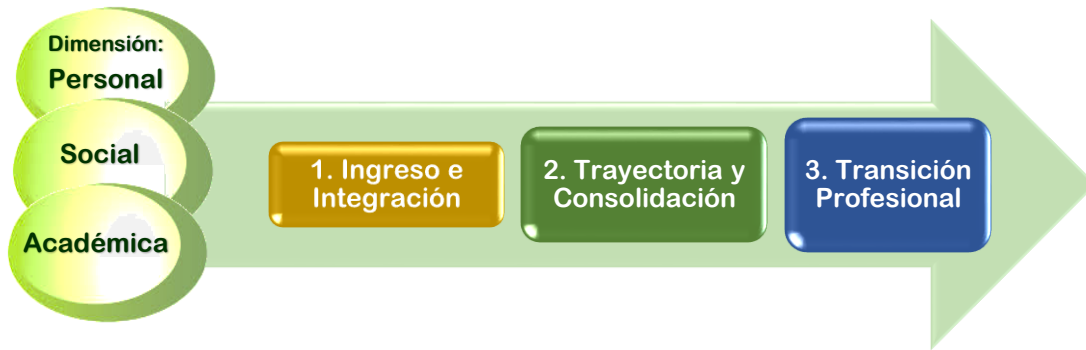 Dimensión:
Personal
Social
Académica
1. Ingreso e
Integración
2. Trayectoria y
Consolidación
3. Transición
Profesional